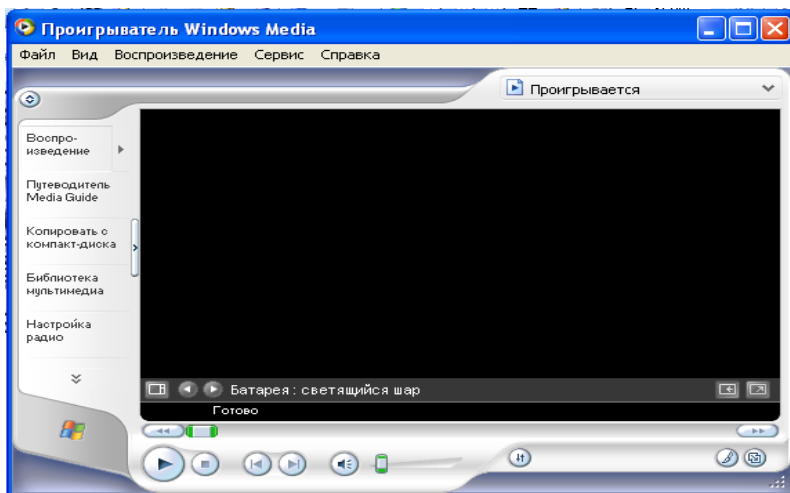 Проигрыватель Windows Media
Файл Вид Воспроизведение Сервис Справка
Проигрывается
Воспро-
изведение
Путеводитель
Media Guide
Копировать с
компакт-диска
Библиотека
мультимедиа
Настройка
радио
Батарея : светящийся шар
Готово